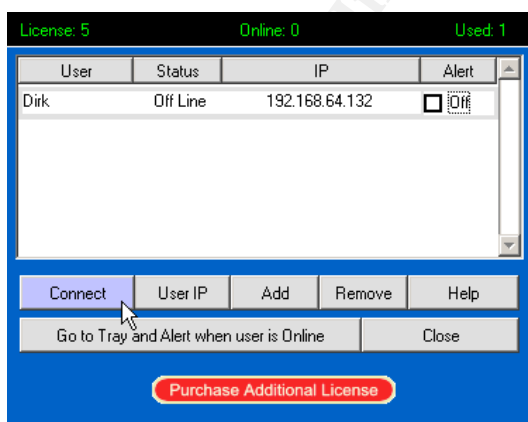 License: 5 Online: 0 Used: 1
User Status IP Alert
Dirk Off Line 192.168.64.132 Off
Connect User IP Add Remove Help
Go to Tray and Alert when user is Online Close
Purchase Additional License